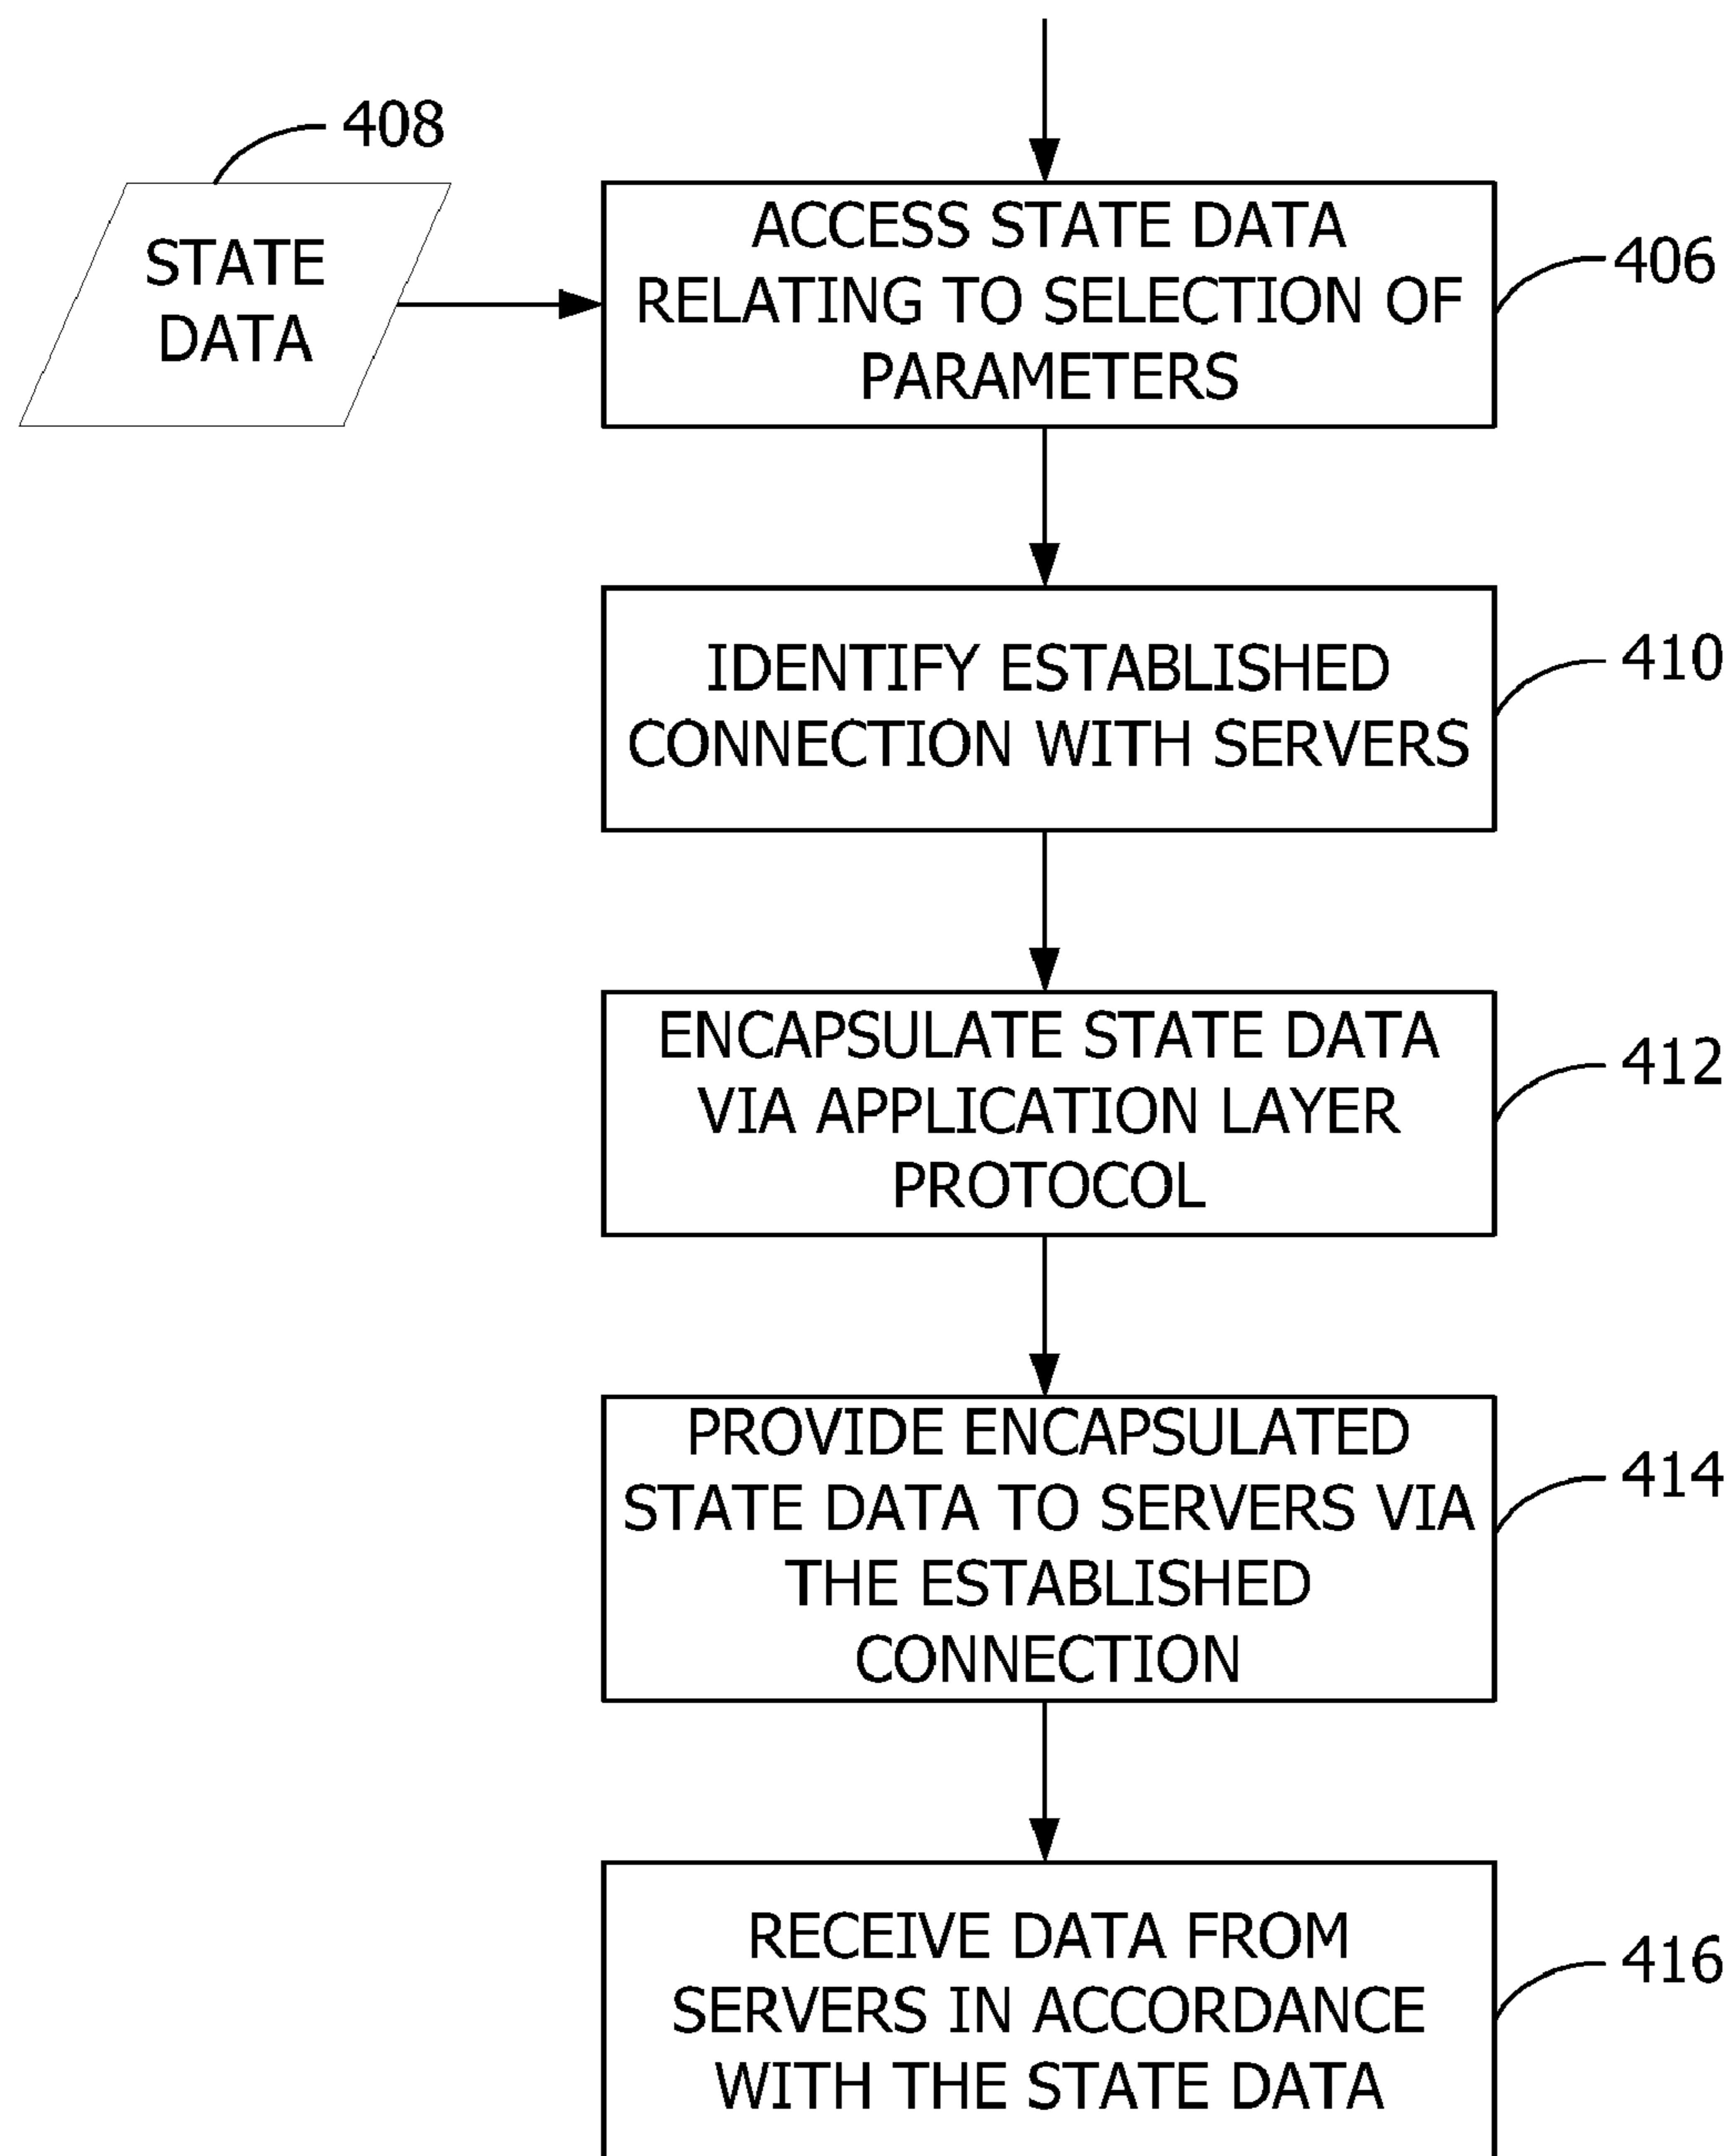 408
STATE
DATA
ACCESS STATE DATA
RELATING TO SELECTION OF
PARAMETERS
406
IDENTIFY ESTABLISHED
CONNECTION WITH SERVERS
410
ENCAPSULATE STATE DATA
VIA APPLICATION LAYER
PROTOCOL
412
PROVIDE ENCAPSULATED
STATE DATA TO SERVERS VIA
THE ESTABLISHED
CONNECTION
414
RECEIVE DATA FROM
SERVERS IN ACCORDANCE
WITH THE STATE DATA
416